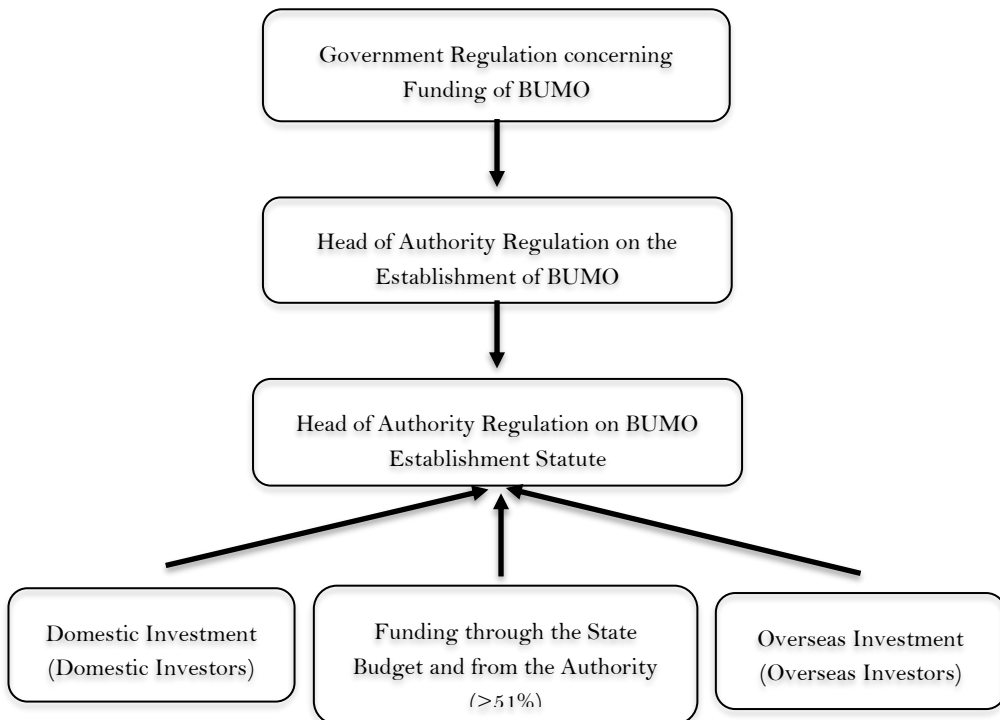 Government Regulation concerning
Funding of BUMO
Head of Authority Regulation on the
Establishment of BUMO
Head of Authority Regulation on BUMO
Establishment Statute
Domestic Investment
(Domestic Investors)
Funding through the State
Budget and from the Authority
(>51%)
Overseas Investment
(Overseas Investors)